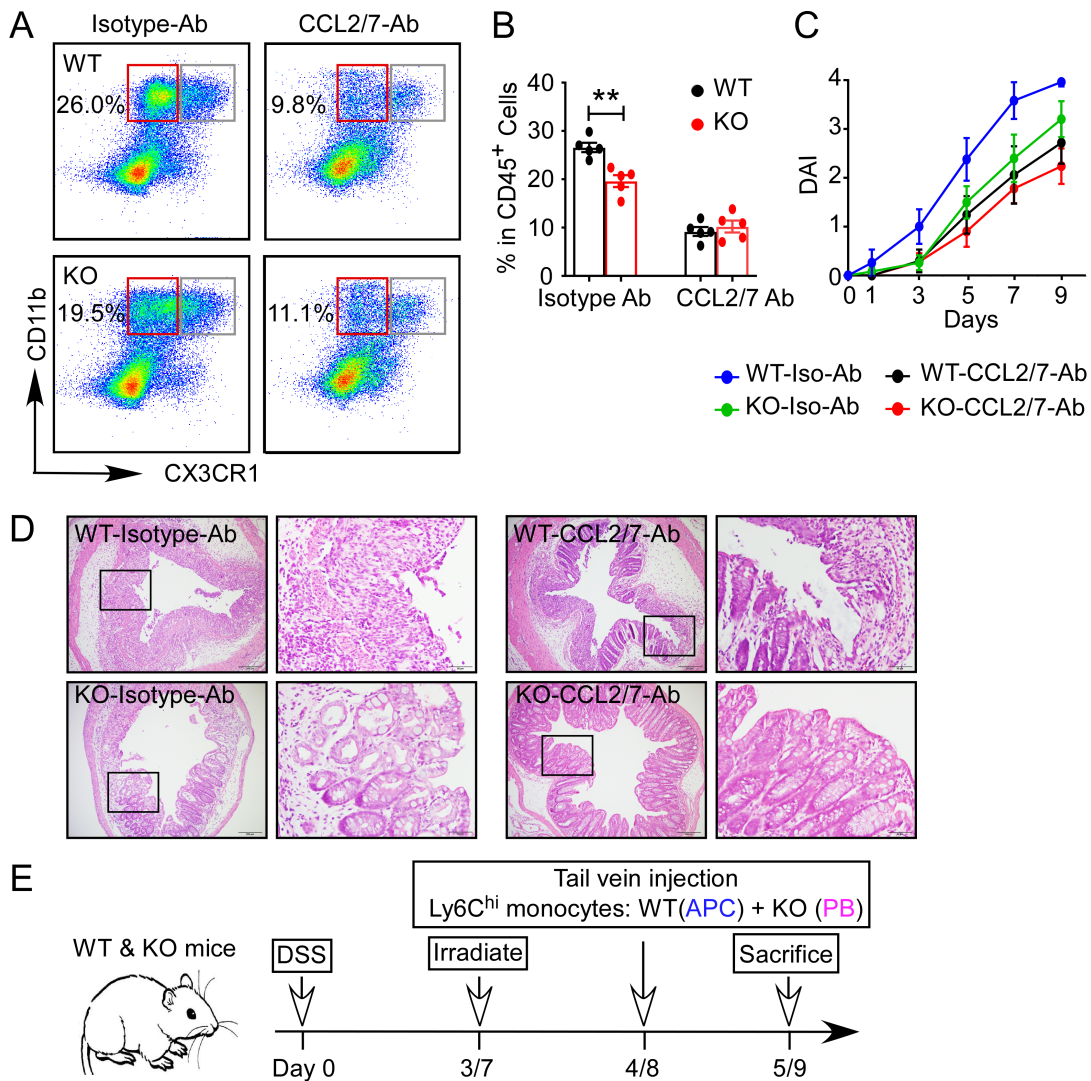 A
Isotype-Ab
CCL2/7-Ab
WT
26.0%
9.8%
KO
19.5%
11.1%
CD11b
CX3CR1
B
% in CD45+ Cells
40
30
20
10
0
**
WT
KO
Isotype Ab
CCL2/7 Ab
C
DAI
4
3
2
1
0
0 1 3 5 7 9
Days
WT-Iso-Ab
WT-CCL2/7-Ab
KO-Iso-Ab
KO-CCL2/7-Ab
D
WT-Isotype-Ab
WT-CCL2/7-Ab
KO-Isotype-Ab
KO-CCL2/7-Ab
E
Tail vein injection
Ly6Chi monocytes: WT(APC) + KO (PB)
WT & KO mice
DSS
Irradiate
Sacrifice
Day 0
3/7
4/8
5/9